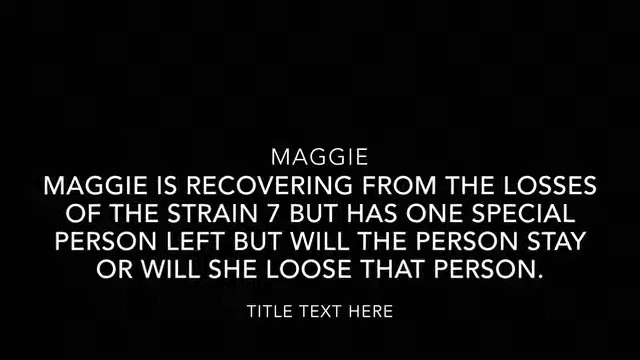 MAGGIE
MAGGIE IS RECOVERING FROM THE LOSSES
OF THE STRAIN 7 BUT HAS ONE SPECIAL
PERSON LEFT BUT WILL THE PERSON STAY
OR WILL SHE LOOSE THAT PERSON.
TITLE TEXT HERE